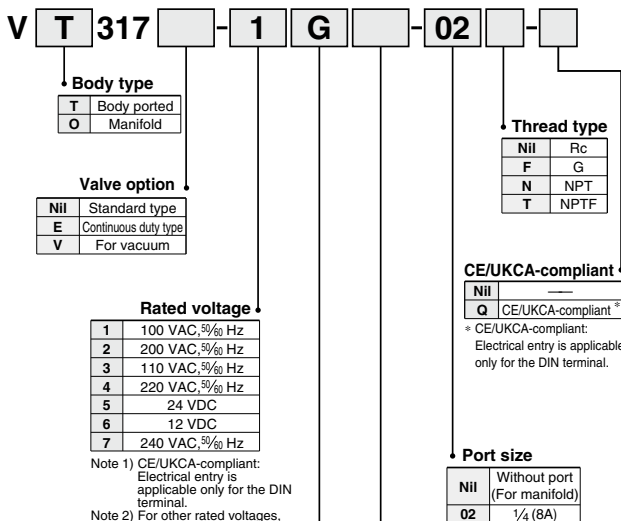 V T 317 - 1 G - 02 -
Body type
T Body ported
O Manifold
Valve option
Nil Standard type
E Continuous duty type
V For vacuum
Rated voltage
1 100 VAC, 50/60 Hz
2 200 VAC, 50/60 Hz
3 110 VAC, 50/60 Hz
4 220 VAC, 50/60 Hz
5 24 VDC
6 12 VDC
7 240 VAC, 50/60 Hz
Note 1) CE/UKCA-compliant:
Electrical entry is
applicable only for the DIN
terminal.
Note 2) For other rated voltages,
Thread type
Nil Rc
F G
N NPT
T NPTF
CE/UKCA-compliant
Nil —
Q CE/UKCA-compliant *
* CE/UKCA-compliant:
Electrical entry is applicable
only for the DIN terminal.
Port size
Nil Without port
(For manifold)
02 1/4 (8A)